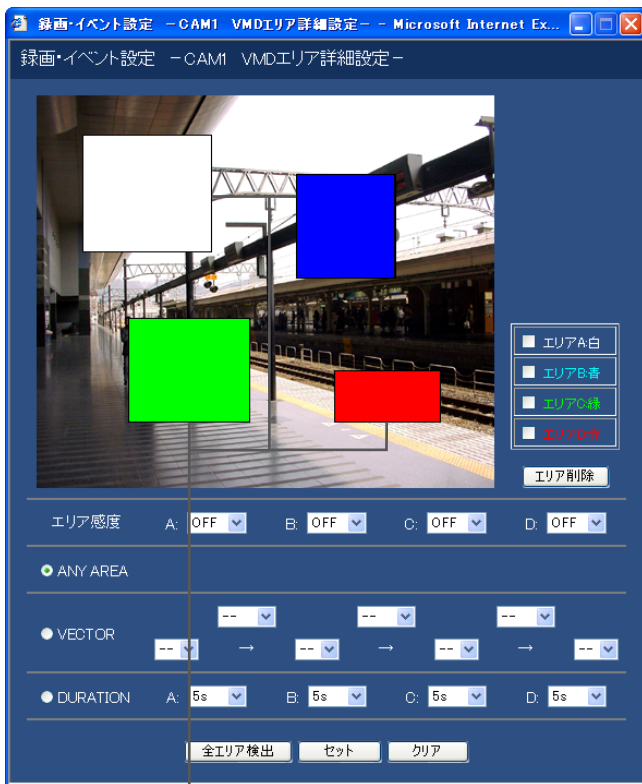 録画・イベント設定 －CAM1 VMDエリア詳細設定－ - Microsoft Internet Ex...
録画・イベント設定 －CAM1 VMDエリア詳細設定－
エリアA:白
エリアB:青
エリアC:緑
エリアD:赤
エリア削除
エリア感度 A: OFF B: OFF C: OFF D: OFF
ANY AREA
-- -- --
VECTOR -- → -- → -- → --
DURATION A: 5s B: 5s C: 5s D: 5s
全エリア検出 セット クリア